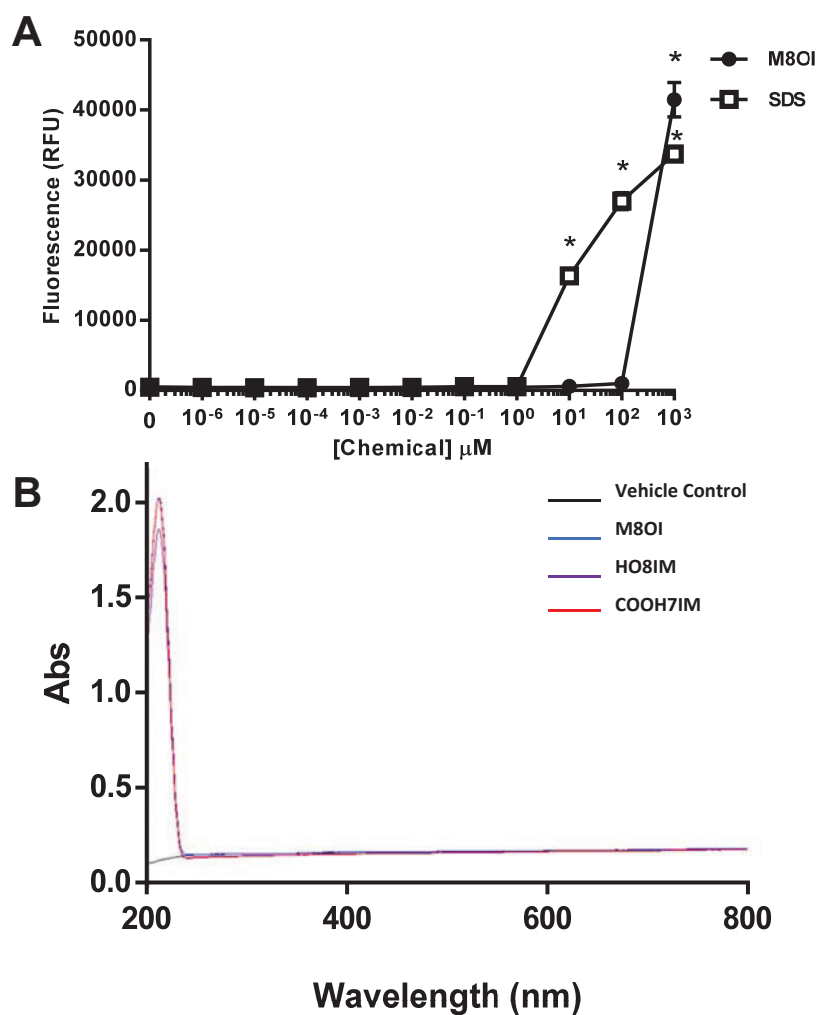 A
50000
40000
30000
20000
10000
0
Fluorescence (RFU)
* * * *
M8OI
SDS
0 10⁻⁶ 10⁻⁵ 10⁻⁴ 10⁻³ 10⁻² 10⁻¹ 10⁰ 10¹ 10² 10³
[Chemical] μM
B
2.0
1.5
1.0
0.5
0.0
Abs
Vehicle Control
M8OI
HO8IM
COOH7IM
200 400 600 800
Wavelength (nm)